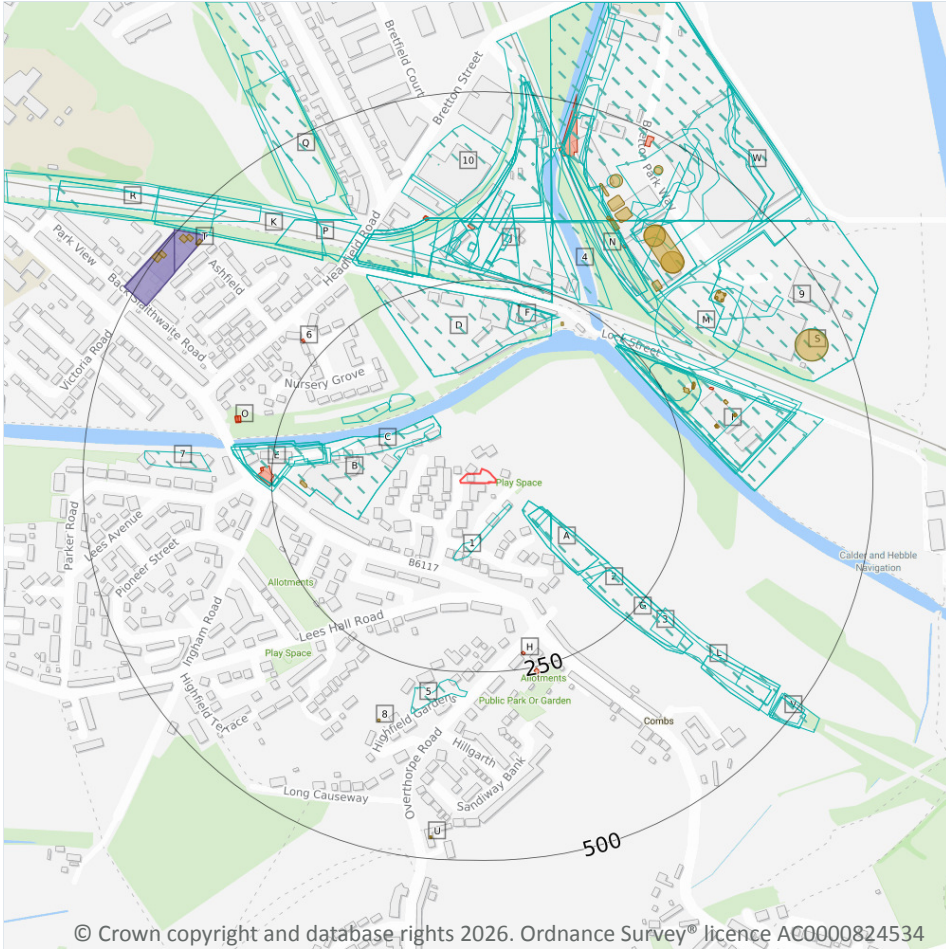 Bretfield Court
Bretton Street
Q
10
W
Bretton Park Way
R
K
P
T
J
N
Headfield Road
4
Park View
Ashfield
Back Slaithwaite Road
9
M
D
F
6
S
Lock Street
Victoria Road
Nursery Grove
O
C
E
7
B
Play Space
Parker Road
Lees Avenue
1
A
Pioneer Street
B6117
Calder and Hebble
Navigation
2
Allotments
G
3
Ingham Road
Lees Hall Road
H
L
Play Space
250
Allotments
5
Public Park Or Garden
Highfield Terrace
8
Highfield Gardens
V
Combs
Overthorpe Road
Hillgarth
Sandiway Bank
Long Causeway
U
500
© Crown copyright and database rights 2026. Ordnance Survey® licence AC0000824534